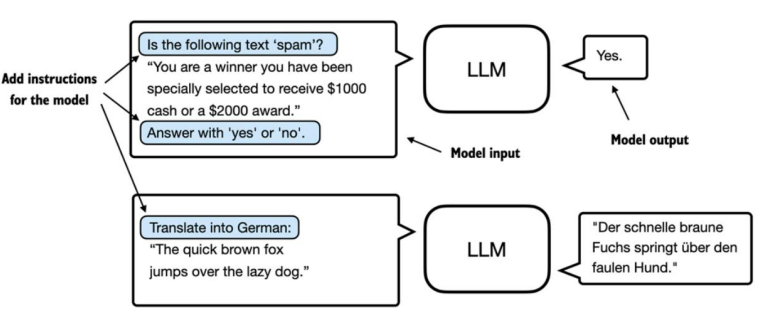 Add instructions
for the model
Is the following text ‘spam’?
“You are a winner you have been
specially selected to receive $1000
cash or a $2000 award.”
Answer with 'yes' or 'no'.
LLM
Yes.
Model input
Model output
Translate into German:
“The quick brown fox
jumps over the lazy dog.”
LLM
"Der schnelle braune
Fuchs springt über den
faulen Hund."